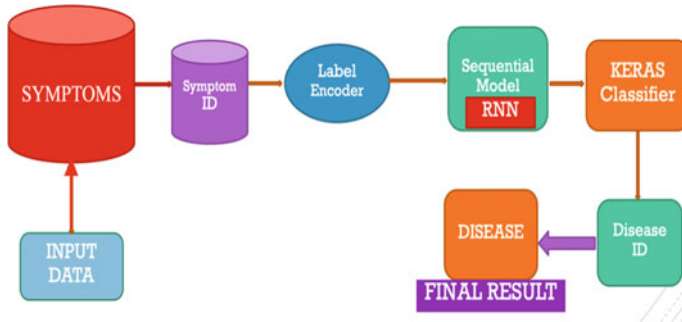 SYMPTOMS
Symptom
ID
Label
Encoder
Sequential
Model
RNN
KERAS
Classifier
INPUT
DATA
DISEASE
FINAL RESULT
Disease
ID